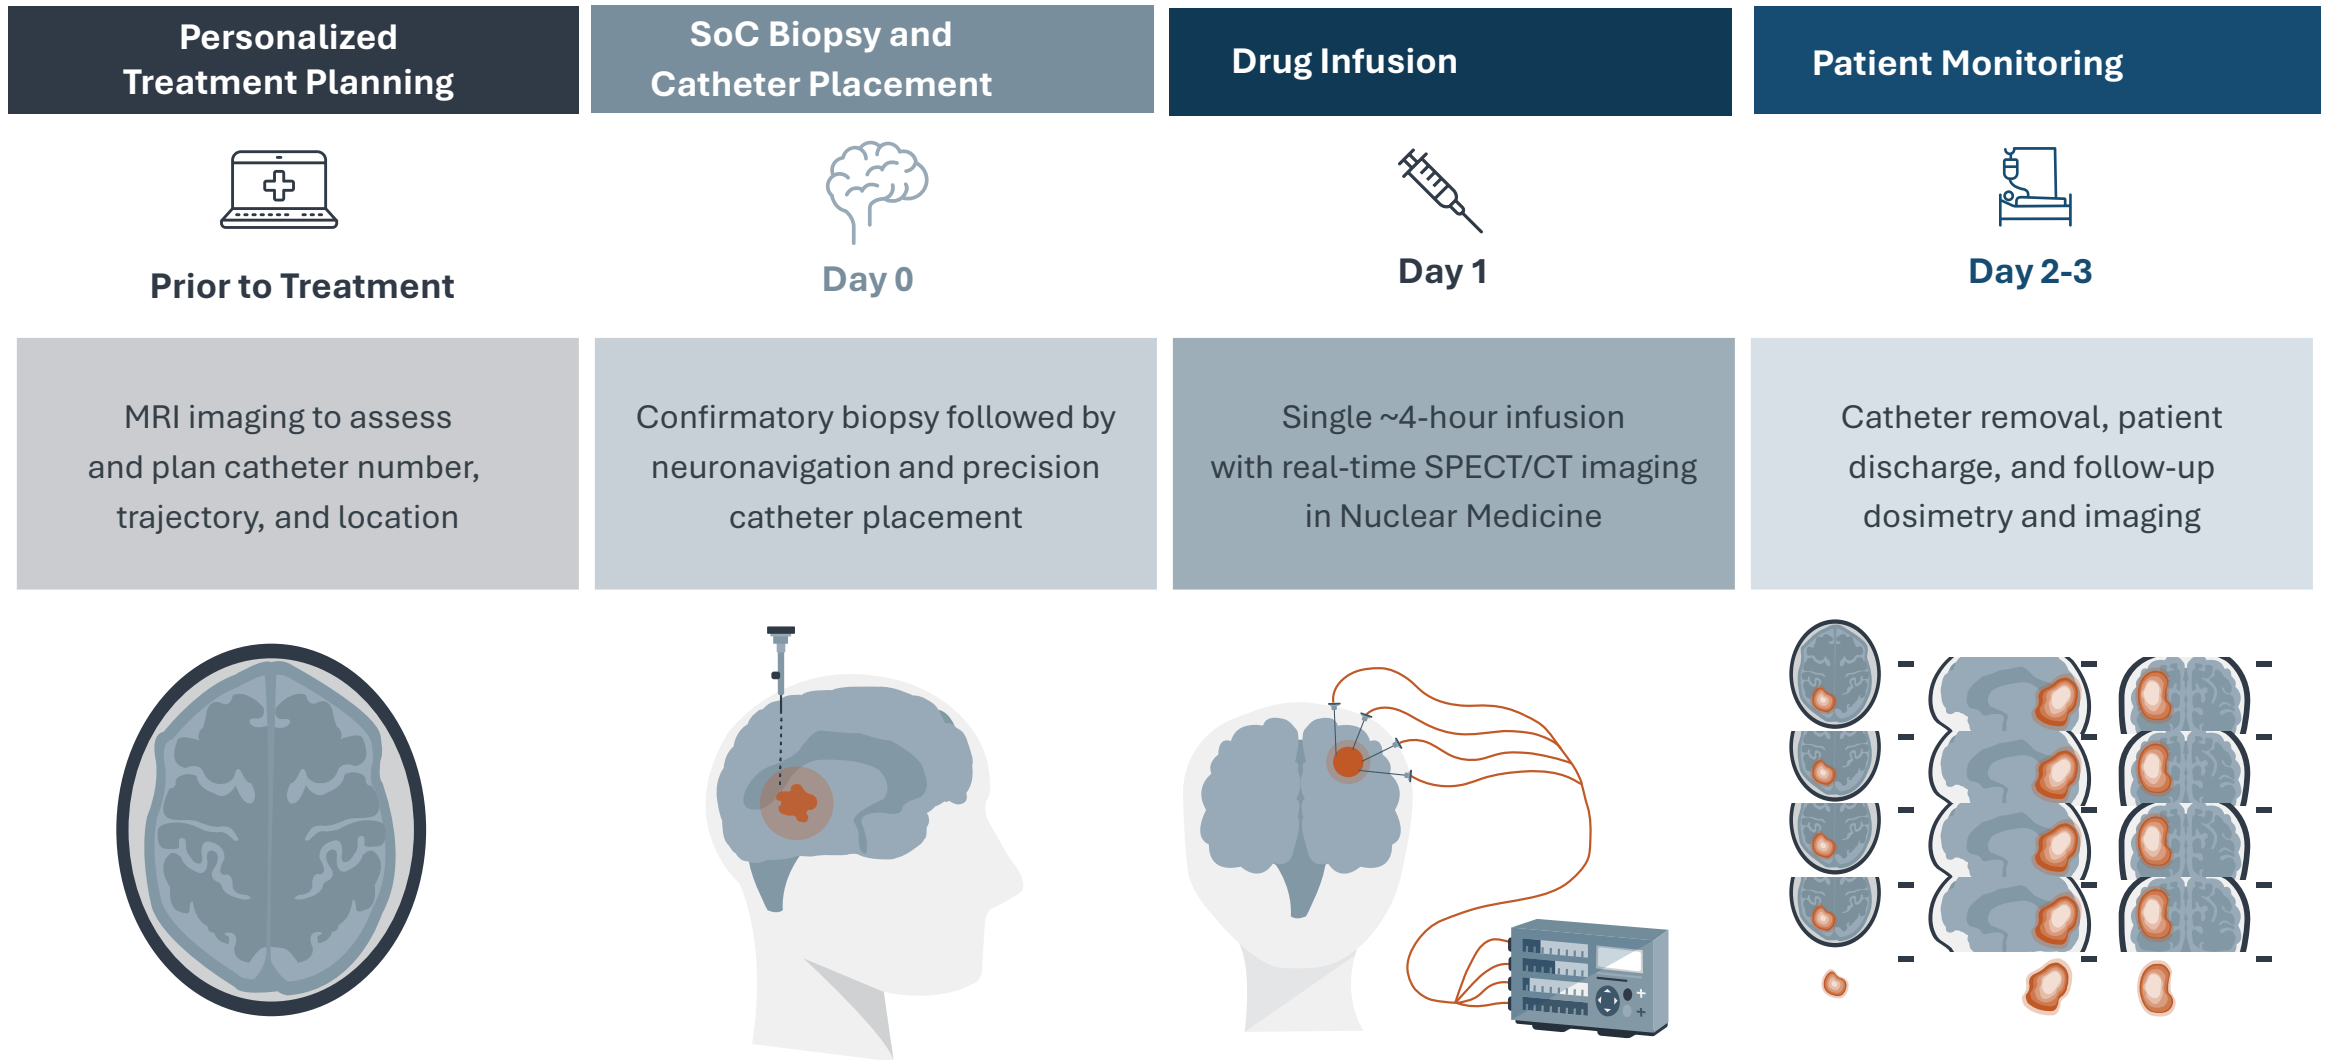 Personalized
Treatment Planning
SoC Biopsy and
Catheter Placement
Drug Infusion
Patient Monitoring
Prior to Treatment
Day 0
Day 1
Day 2-3
MRI imaging to assess
and plan catheter number,
trajectory, and location
Confirmatory biopsy followed by
neuronavigation and precision
catheter placement
Single ~4-hour infusion
with real-time SPECT/CT imaging
in Nuclear Medicine
Catheter removal, patient
discharge, and follow-up
dosimetry and imaging